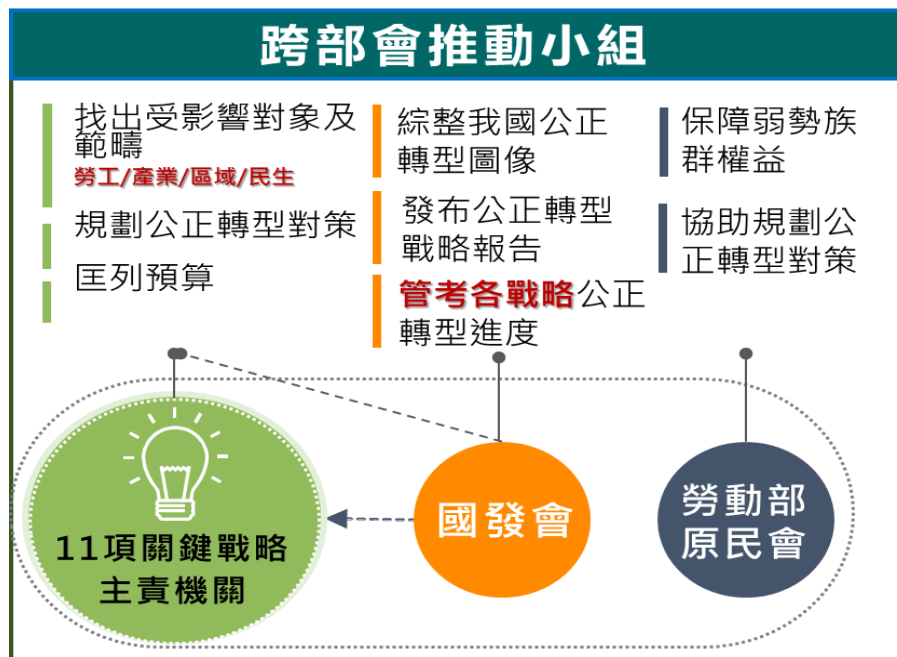 跨部會推動小組
找出受影響對象及
範疇
勞工/產業/區域/民生
規劃公正轉型對策
匡列預算
綜整我國公正
轉型圖像
發布公正轉型
戰略報告
管考各戰略公正
轉型進度
保障弱勢族
群權益
協助規劃公
正轉型對策
11項關鍵戰略
主責機關
國發會
勞動部
原民會